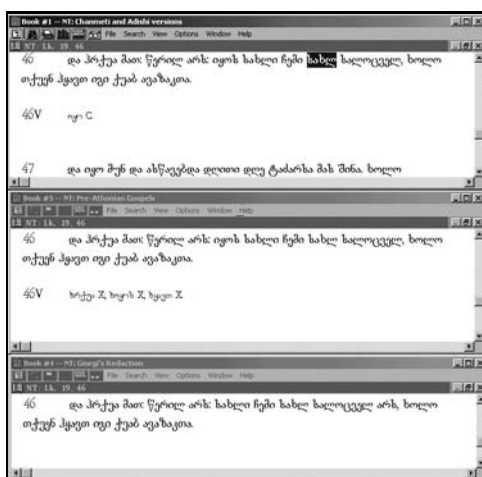 Book #1 -- NT: Chanmeti and Adishi versions
File Search View Options Window Help
NT: Lk. 19, 46
46 და ჰრქუა მათ: წერილ არს: იყოს სახლი ჩემი სახლ სალოცველ, ხოლო
თქუენ ჰყავთ იგი ქუაბ ავაზაკთა.
46V იყო C
47 და იყო მუნ და ასწავებდა დღითი დღე ტაძარსა მას შინა. ხოლო
Book #3 -- NT: Pre-Athonian Gospels
File Search View Options Window Help
NT: Lk. 19, 46
46 და ჰრქუა მათ: წერილ არს: იყოს სახლი ჩემი სახლ სალოცველ, ხოლო
თქუენ ჰყავთ იგი ქუაბ ავაზაკთა.
46V ხრქუა X, ხიყოს X, ხყავთ X
Book #4 -- NT: Giorgi's Redaction
File Search View Options Window Help
NT: Lk. 19, 46
46 და ჰრქუა მათ: წერილ არს: სახლი ჩემი სახლ სალოცველ არს, ხოლო
თქუენ ჰყავთ იგი ქუაბ ავაზაკთა.